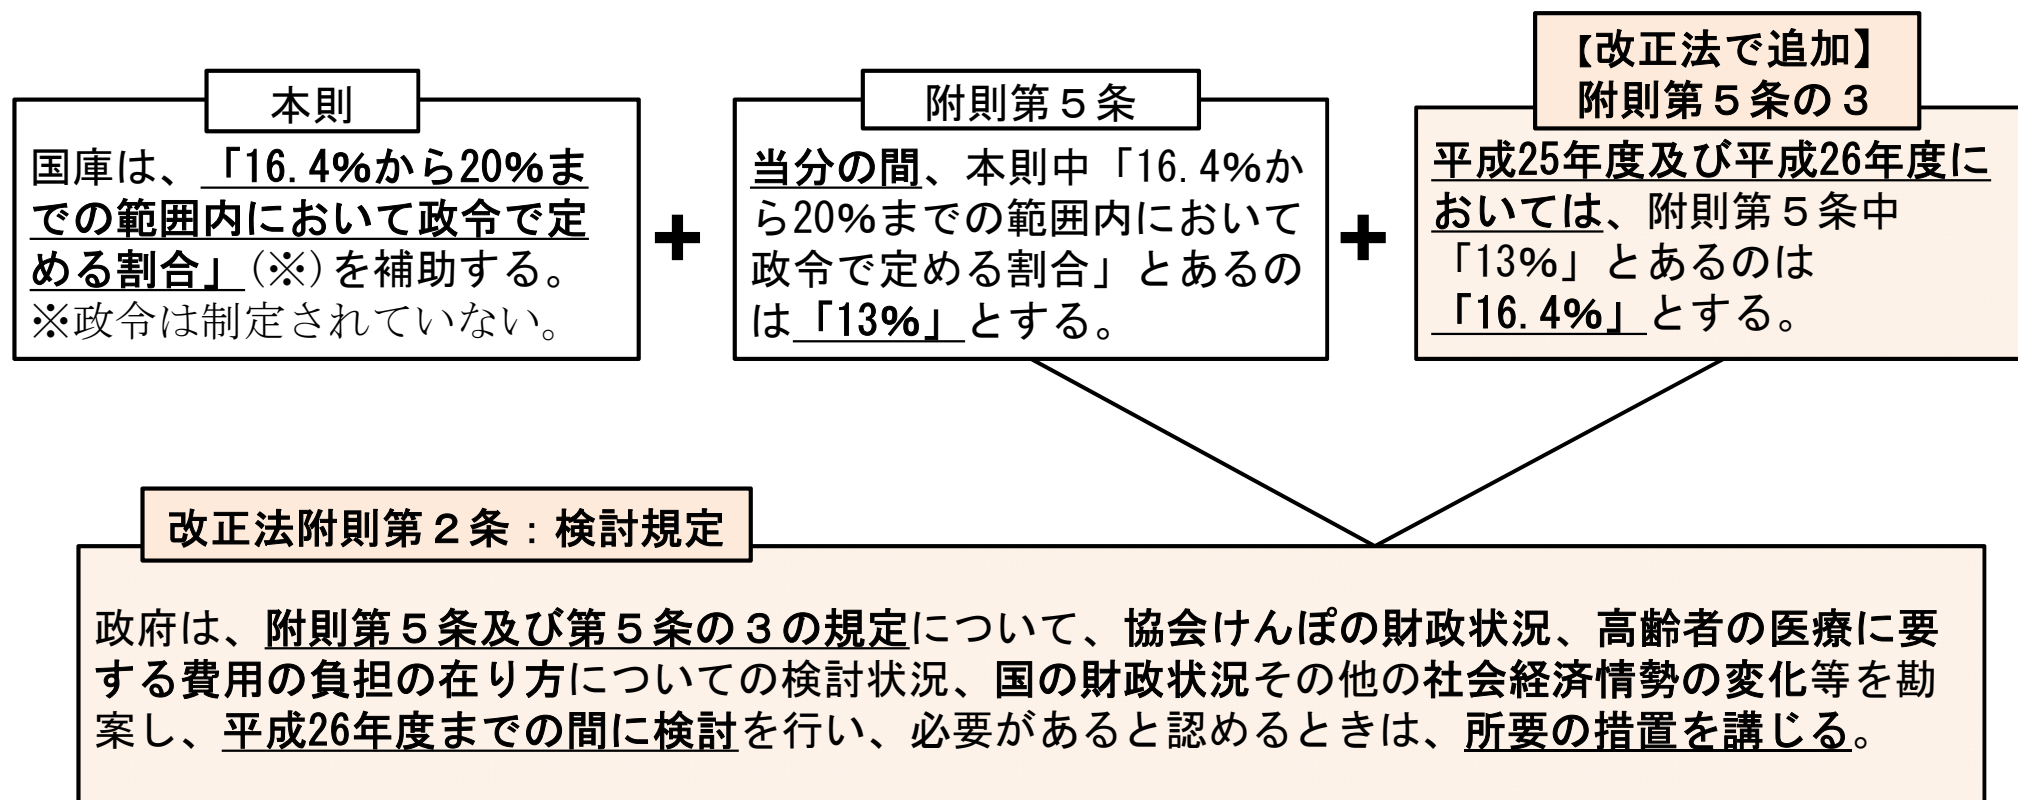 本則
国庫は、「16.4%から20%ま
での範囲内において政令で定
める割合」(※)を補助する。
※政令は制定されていない。
+
附則第５条
当分の間、本則中「16.4%か
ら20%までの範囲内において
政令で定める割合」とあるの
は「13%」とする。
+
【改正法で追加】
附則第５条の３
平成25年度及び平成26年度に
おいては、附則第５条中
「13%」とあるのは
「16.4%」とする。
改正法附則第２条：検討規定
政府は、附則第５条及び第５条の３の規定について、協会けんぽの財政状況、高齢者の医療に要
する費用の負担の在り方についての検討状況、国の財政状況その他の社会経済情勢の変化等を勘
案し、平成26年度までの間に検討を行い、必要があると認めるときは、所要の措置を講じる。